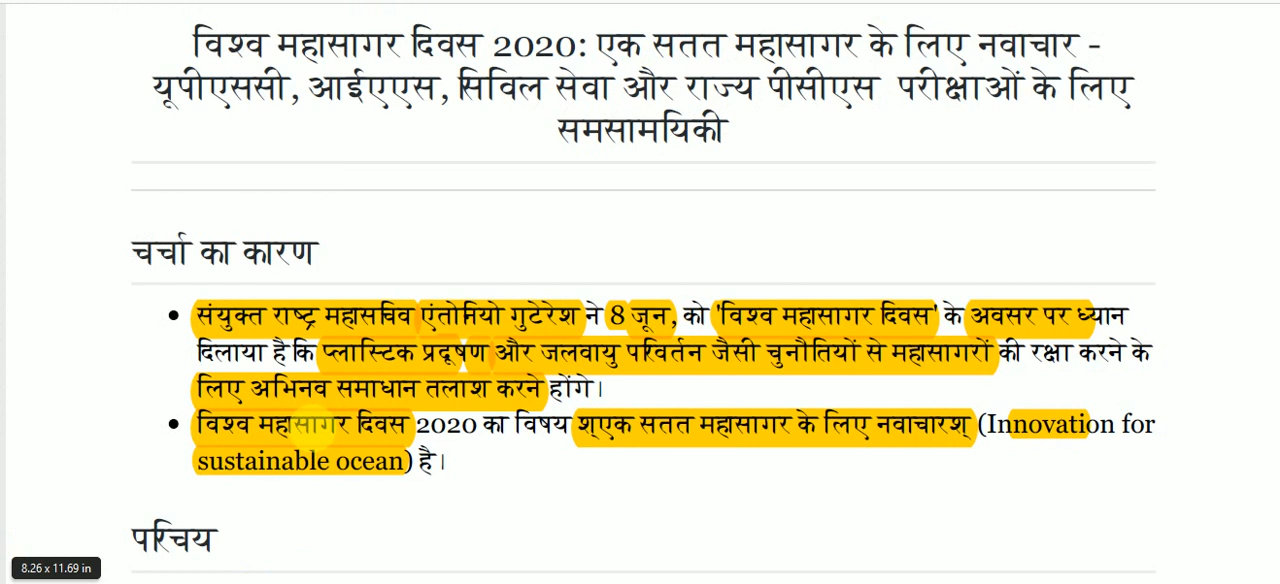 विश्व महासागर दिवस 2020: एक सतत महासागर के लिए नवाचार -
यूपीएससी, आईएएस, सिविल सेवा और राज्य पीसीएस परीक्षाओं के लिए
समसामयिकी
चर्चा का कारण
• संयुक्त राष्ट्र महासचिव एंतोनियो गुटेरेश ने 8 जून, को 'विश्व महासागर दिवस' के अवसर पर ध्यान
दिलाया है कि प्लास्टिक प्रदूषण और जलवायु परिवर्तन जैसी चुनौतियों से महासागरों की रक्षा करने के
लिए अभिनव समाधान तलाश करने होंगे।
• विश्व महासागर दिवस 2020 का विषय श्एक सतत महासागर के लिए नवाचारश् (Innovation for
sustainable ocean) है।
परिचय
8.26 x 11.69 in